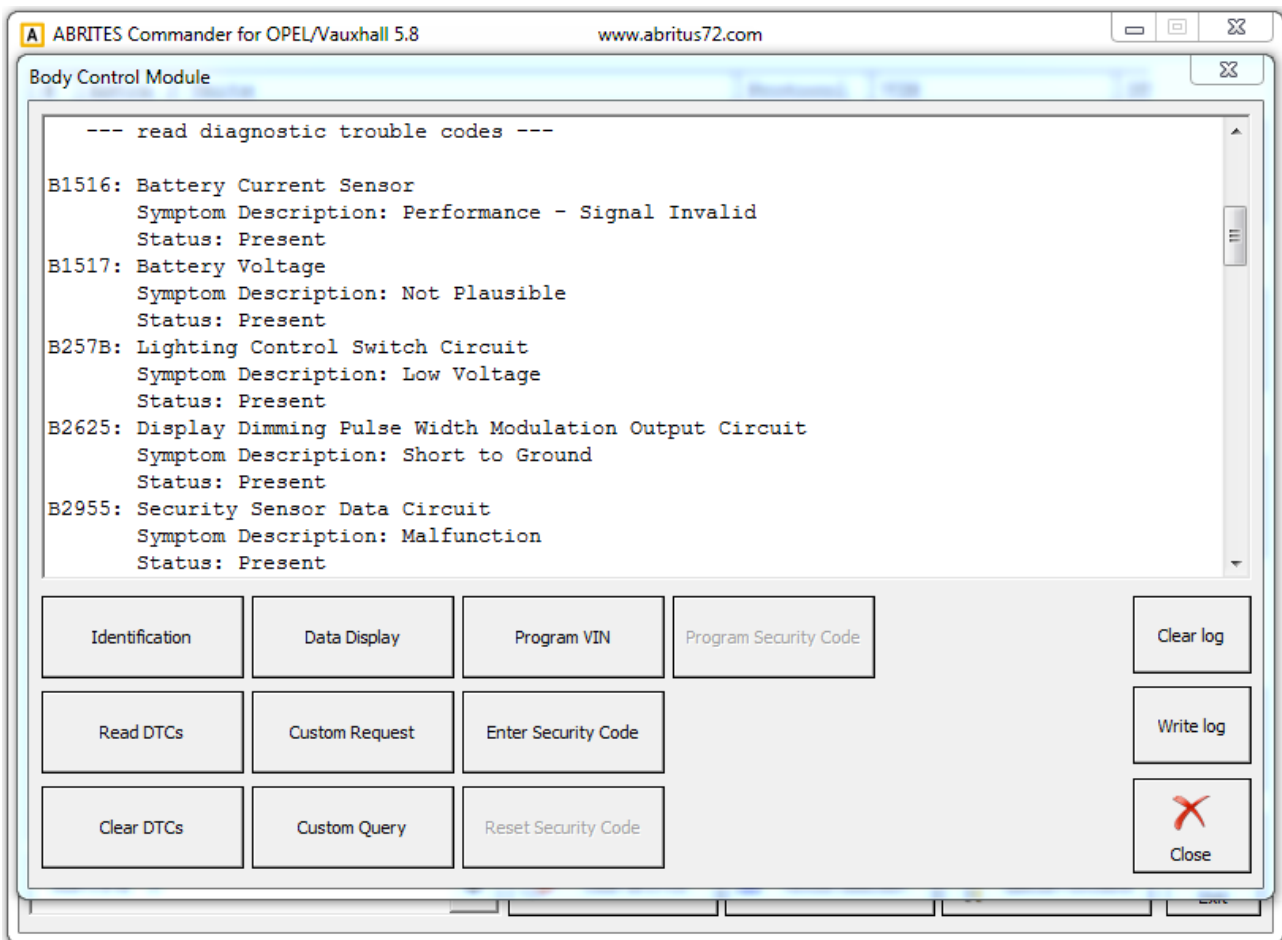 A ABRITES Commander for OPEL/Vauxhall 5.8 www.abritus72.com
Body Control Module
--- read diagnostic trouble codes ---
B1516: Battery Current Sensor
Symptom Description: Performance - Signal Invalid
Status: Present
B1517: Battery Voltage
Symptom Description: Not Plausible
Status: Present
B257B: Lighting Control Switch Circuit
Symptom Description: Low Voltage
Status: Present
B2625: Display Dimming Pulse Width Modulation Output Circuit
Symptom Description: Short to Ground
Status: Present
B2955: Security Sensor Data Circuit
Symptom Description: Malfunction
Status: Present
Identification Data Display Program VIN Program Security Code Clear log
Read DTCs Custom Request Enter Security Code Write log
Clear DTCs Custom Query Reset Security Code
Close